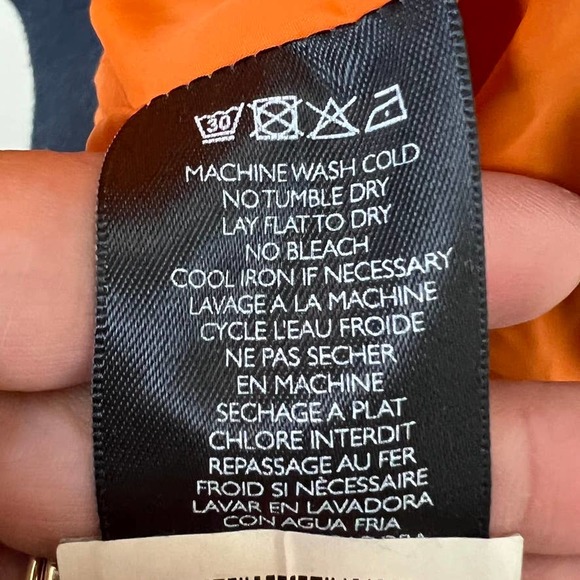 30
MACHINE WASH COLD
NO TUMBLE DRY
LAY FLAT TO DRY
NO BLEACH
COOL IRON IF NECESSARY
LAVAGE A LA MACHINE
CYCLE L'EAU FROIDE
NE PAS SECHER
EN MACHINE
SECHAGE A PLAT
CHLORE INTERDIT
REPASSAGE AU FER
FROID SI NÈCESSAIRE
LAVAR EN LAVADORA
CON AGUA FRIA